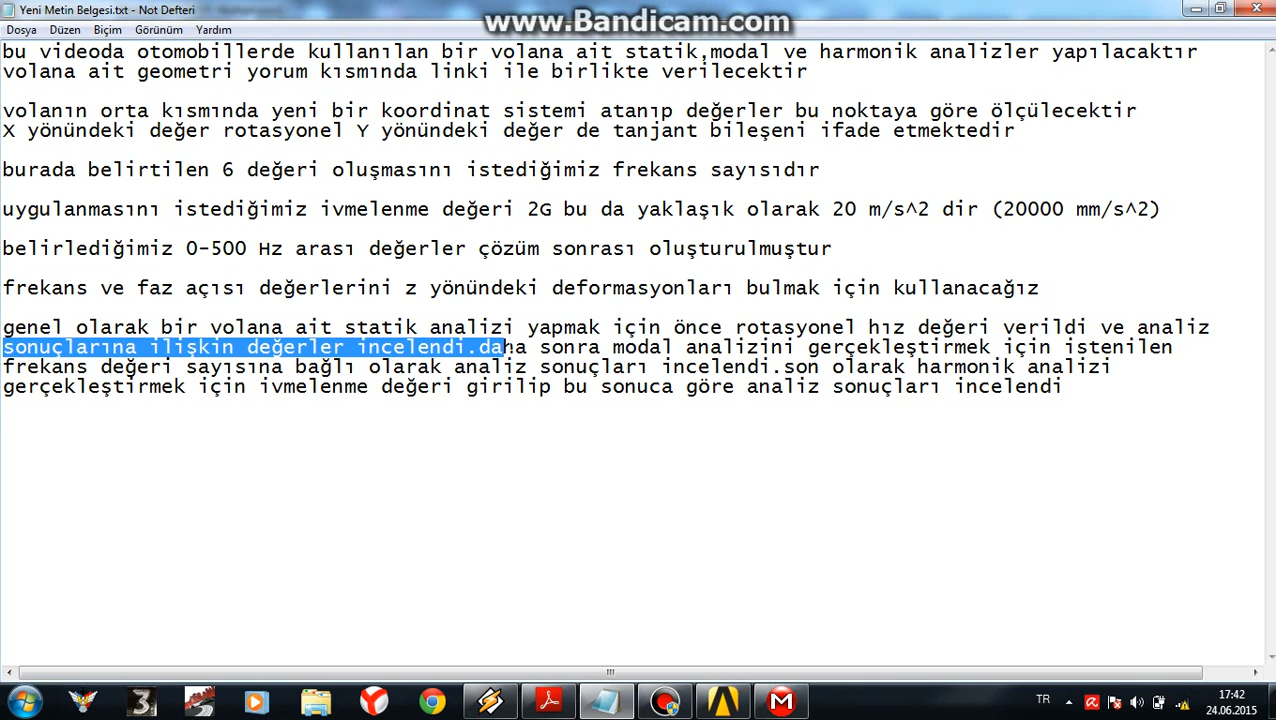 Yeni Metin Belgesi.txt - Not Defteri
www.Bandicam.com
Dosya Düzen Biçim Görünüm Yardım
bu videoda otomobillerde kullanılan bir volana ait statik,modal ve harmonik analizler yapılacaktır
volana ait geometri yorum kısmında linki ile birlikte verilecektir
volanın orta kısmında yeni bir koordinat sistemi atanıp değerler bu noktaya göre ölçülecektir
X yönündeki değer rotasyonel Y yönündeki değer de tanjant bileşeni ifade etmektedir
burada belirtilen 6 değeri oluşmasını istediğimiz frekans sayısıdır
uygulanmasını istediğimiz ivmelenme değeri 2G bu da yaklaşık olarak 20 m/s^2 dir (20000 mm/s^2)
belirlediğimiz 0-500 Hz arası değerler çözüm sonrası oluşturulmuştur
frekans ve faz açısı değerlerini z yönündeki deformasyonları bulmak için kullanacağız
genel olarak bir volana ait statik analizi yapmak için önce rotasyonel hız değeri verildi ve analiz
sonuçlarına ilişkin değerler incelendi.daha sonra modal analizini gerçekleştirmek için istenilen
frekans değeri sayısına bağlı olarak analiz sonuçları incelendi.son olarak harmonik analizi
gerçekleştirmek için ivmelenme değeri girilip bu sonuca göre analiz sonuçları incelendi
TR
17:42
24.06.2015